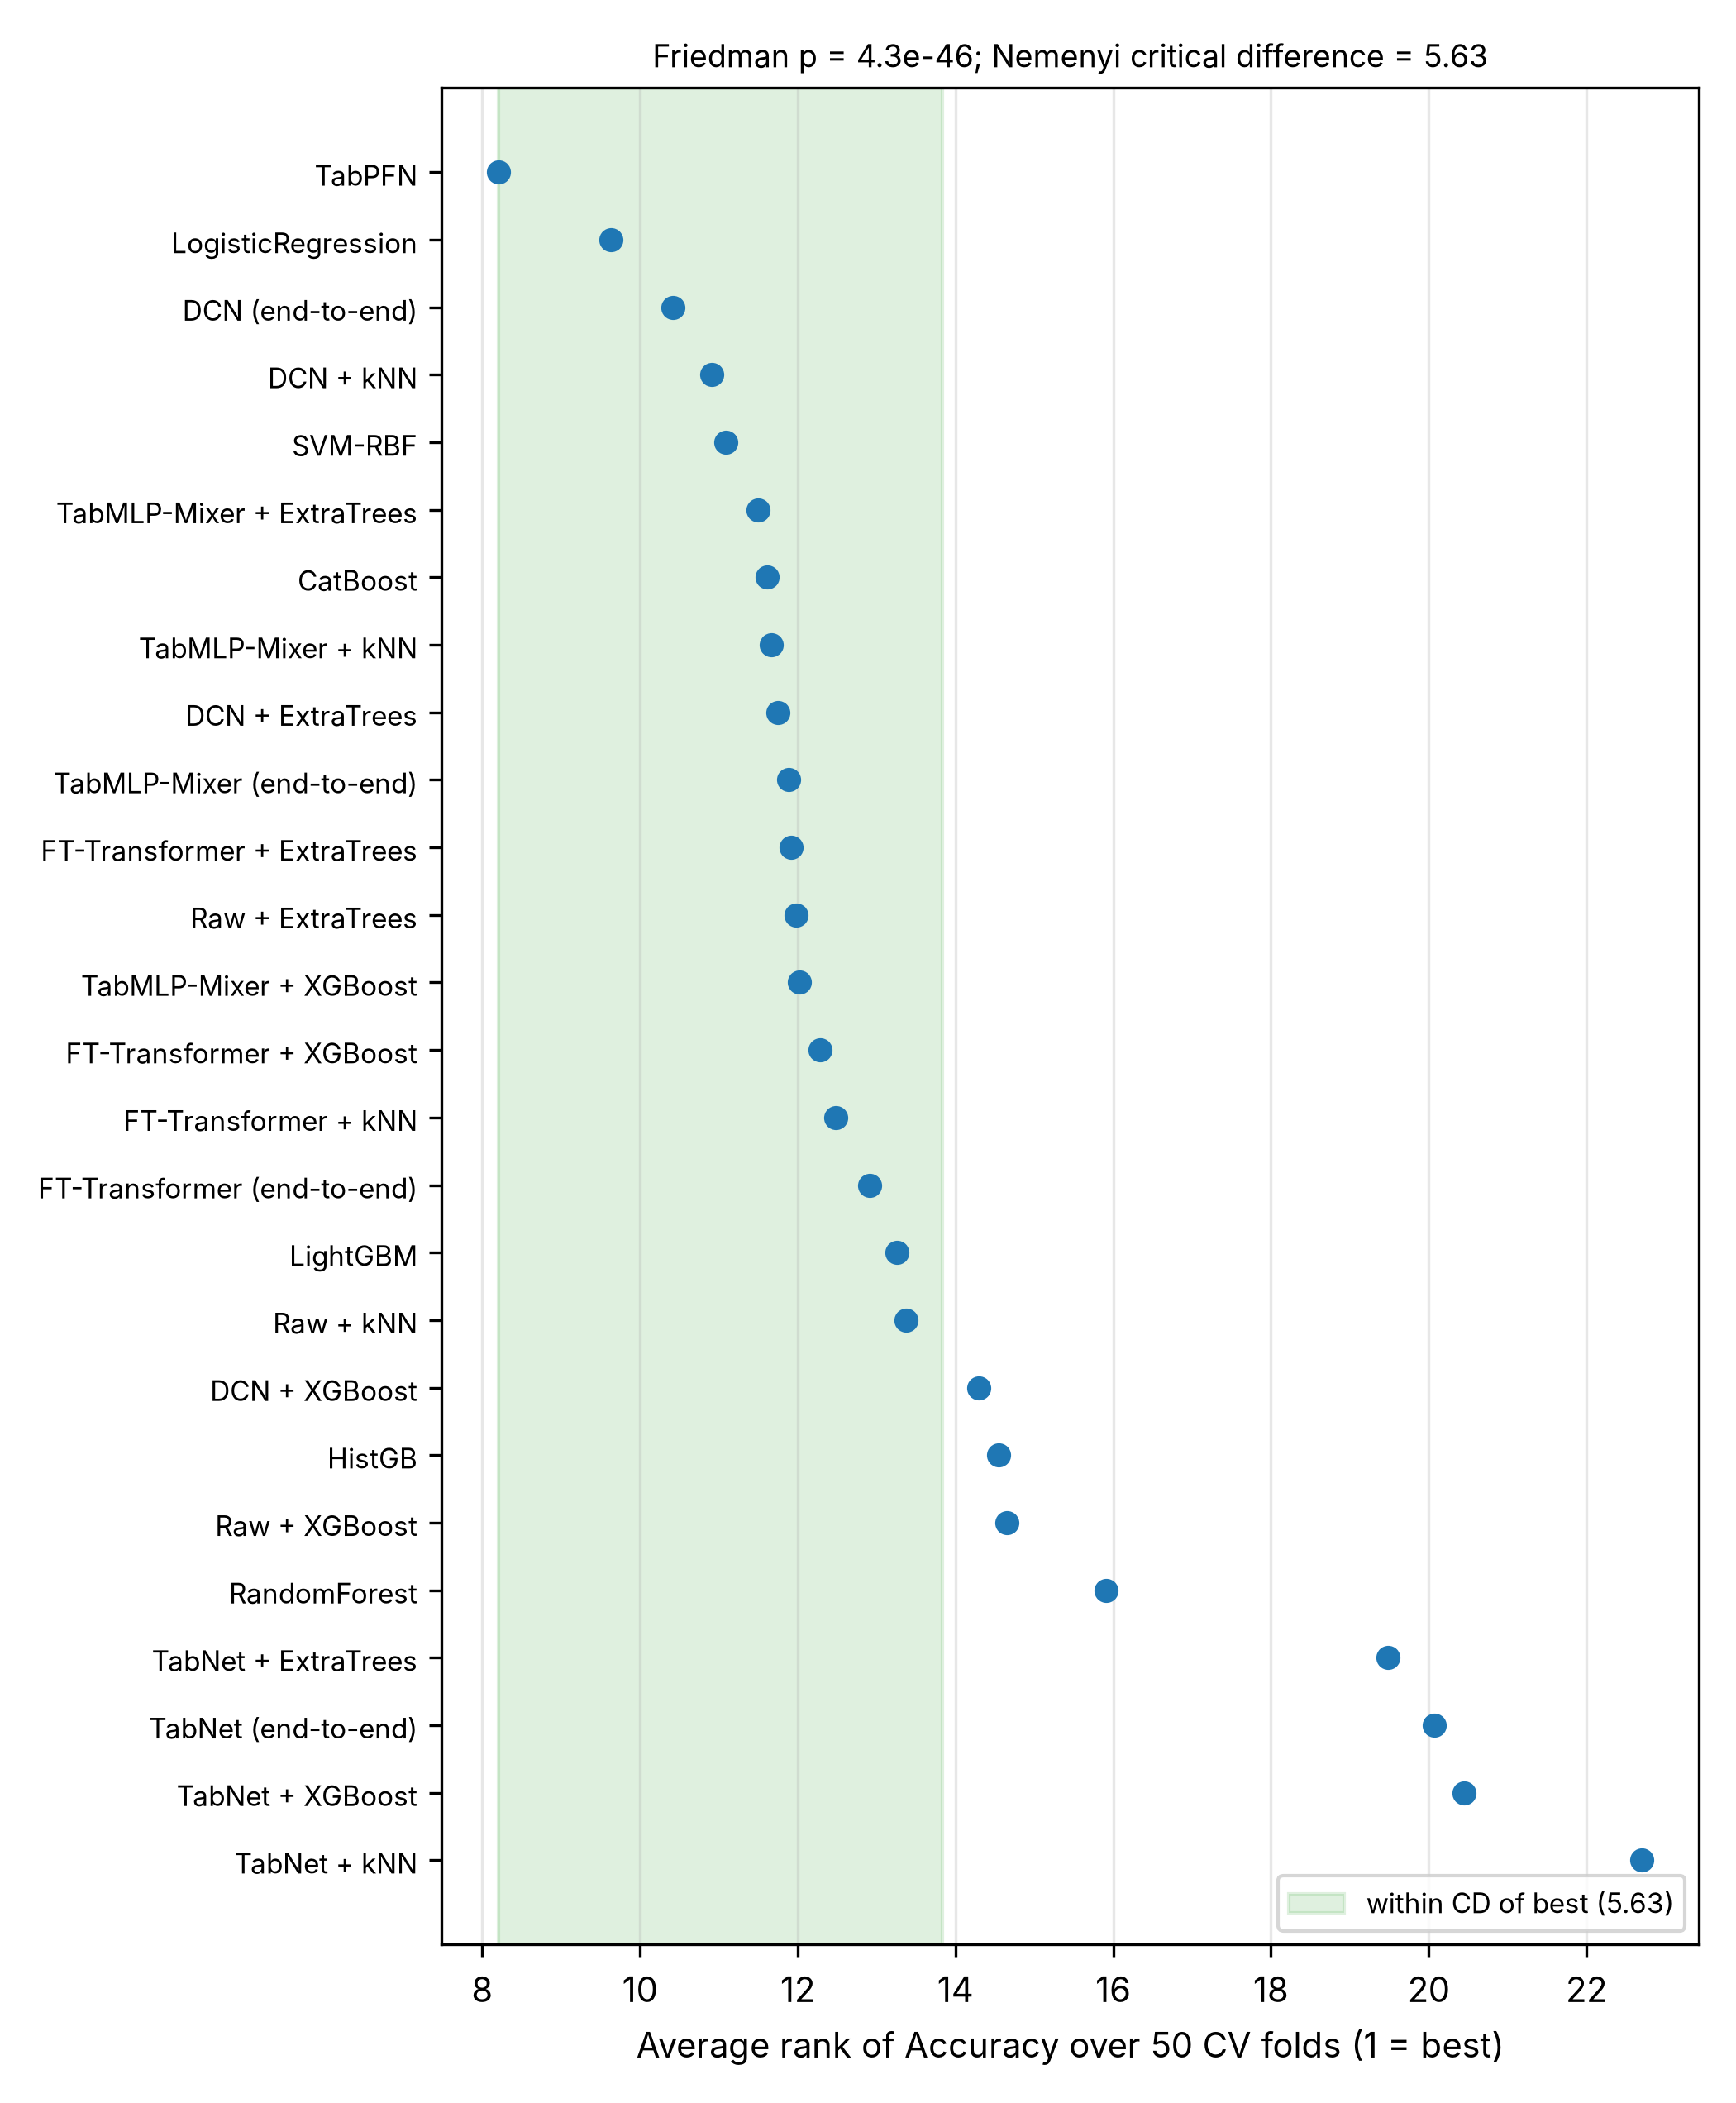 Friedman p = 4.3e-46; Nemenyi critical difference = 5.63
TabPFN
LogisticRegression
DCN (end-to-end)
DCN + kNN
SVM-RBF
TabMLP-Mixer + ExtraTrees
CatBoost
TabMLP-Mixer + kNN
DCN + ExtraTrees
TabMLP-Mixer (end-to-end)
FT-Transformer + ExtraTrees
Raw + ExtraTrees
TabMLP-Mixer + XGBoost
FT-Transformer + XGBoost
FT-Transformer + kNN
FT-Transformer (end-to-end)
LightGBM
Raw + kNN
DCN + XGBoost
HistGB
Raw + XGBoost
RandomForest
TabNet + ExtraTrees
TabNet (end-to-end)
TabNet + XGBoost
TabNet + kNN
within CD of best (5.63)
8 10 12 14 16 18 20 22
Average rank of Accuracy over 50 CV folds (1 = best)